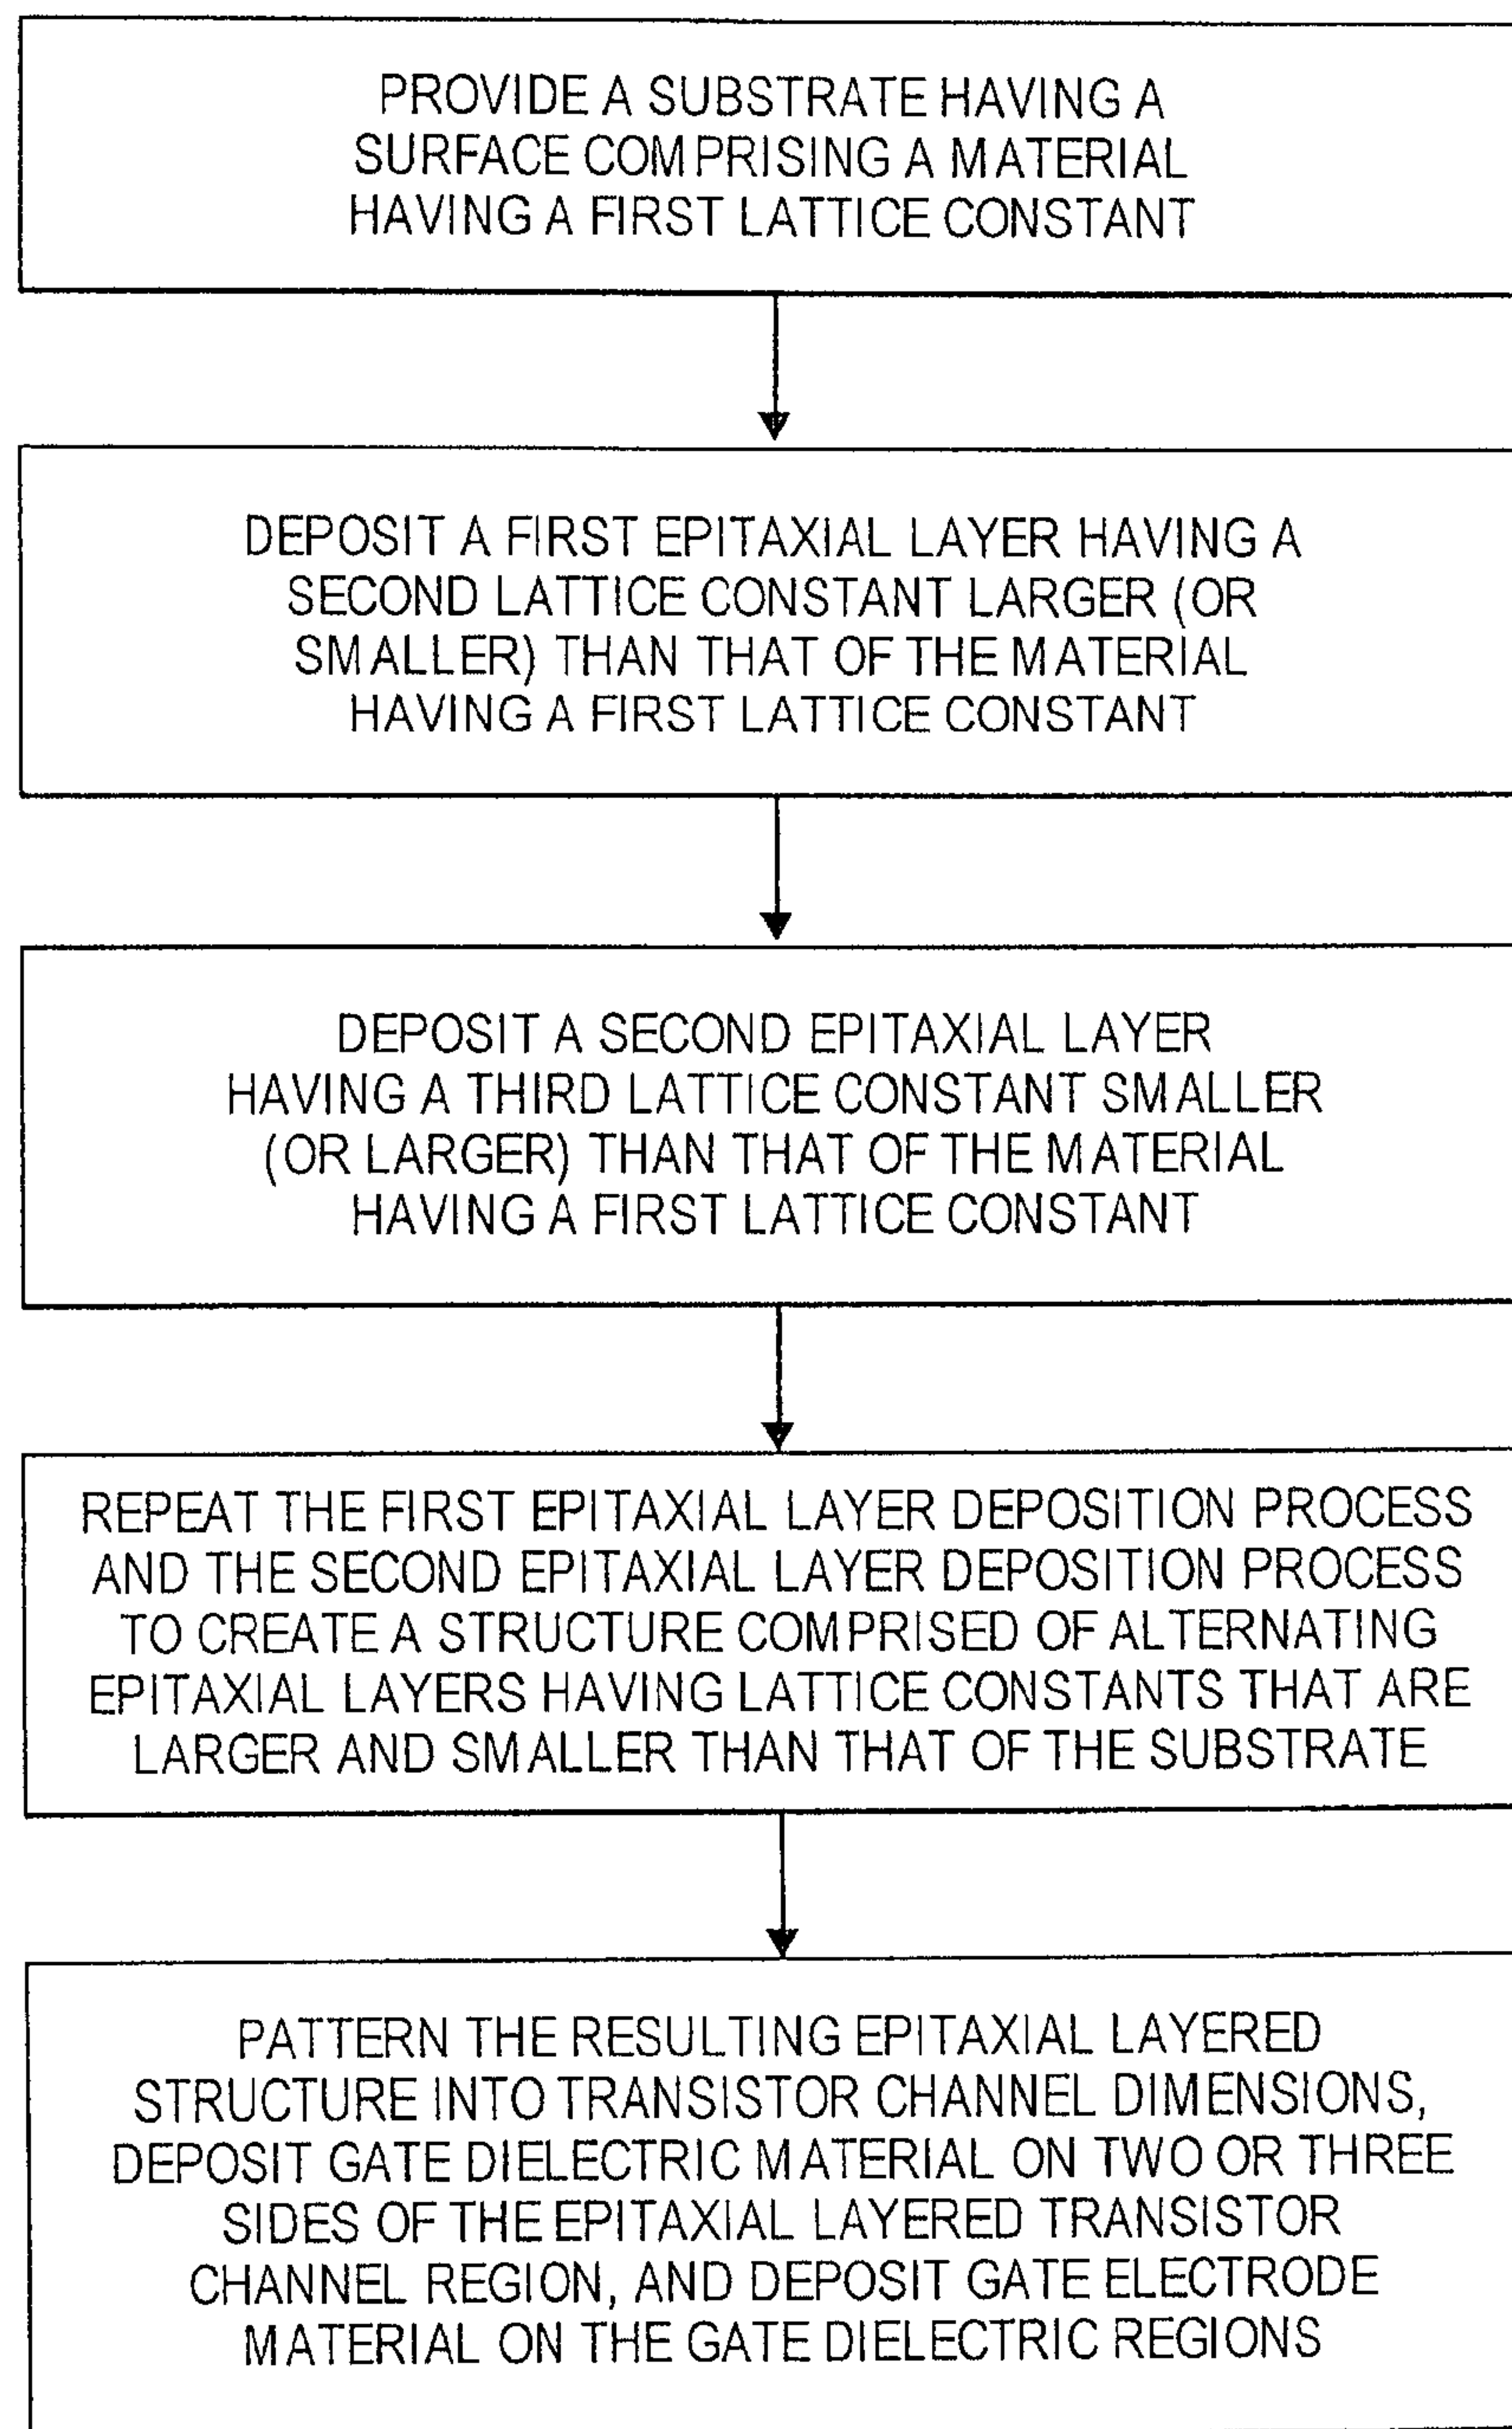 PROVIDE A SUBSTRATE HAVING A
SURFACE COMPRISING A MATERIAL
HAVING A FIRST LATTICE CONSTANT
DEPOSIT A FIRST EPITAXIAL LAYER HAVING A
SECOND LATTICE CONSTANT LARGER (OR
SMALLER) THAN THAT OF THE MATERIAL
HAVING A FIRST LATTICE CONSTANT
DEPOSIT A SECOND EPITAXIAL LAYER
HAVING A THIRD LATTICE CONSTANT SMALLER
(OR LARGER) THAN THAT OF THE MATERIAL
HAVING A FIRST LATTICE CONSTANT
REPEAT THE FIRST EPITAXIAL LAYER DEPOSITION PROCESS
AND THE SECOND EPITAXIAL LAYER DEPOSITION PROCESS
TO CREATE A STRUCTURE COMPRISED OF ALTERNATING
EPITAXIAL LAYERS HAVING LATTICE CONSTANTS THAT ARE
LARGER AND SMALLER THAN THAT OF THE SUBSTRATE
PATTERN THE RESULTING EPITAXIAL LAYERED
STRUCTURE INTO TRANSISTOR CHANNEL DIMENSIONS,
DEPOSIT GATE DIELECTRIC MATERIAL ON TWO OR THREE
SIDES OF THE EPITAXIAL LAYERED TRANSISTOR
CHANNEL REGION, AND DEPOSIT GATE ELECTRODE
MATERIAL ON THE GATE DIELECTRIC REGIONS